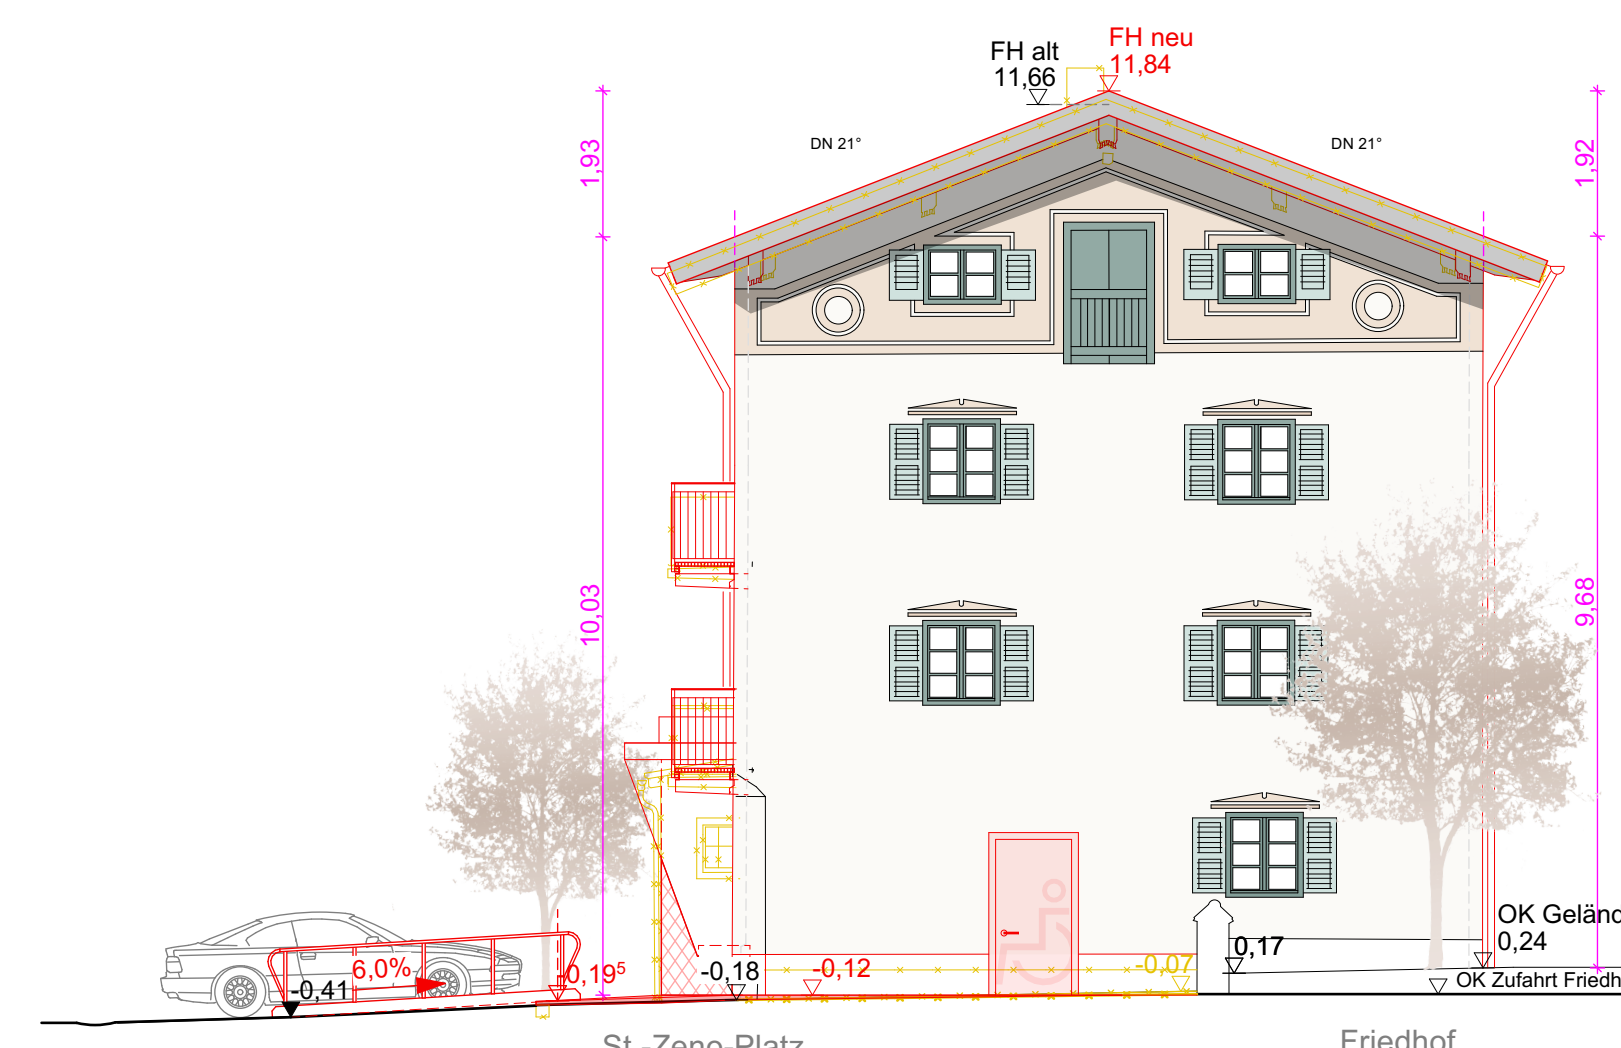 FH neu
FH alt
11,84
11,66
DN 21°
DN 21°
1,93
1,92
10,03
9,68
OK Geländ
0,24
0,17
OK Zufahrt Friedh
-0,07
-0,12
-0,18
-0,19⁵
6,0%
-0,41
St.-Zeno-Platz
Friedhof